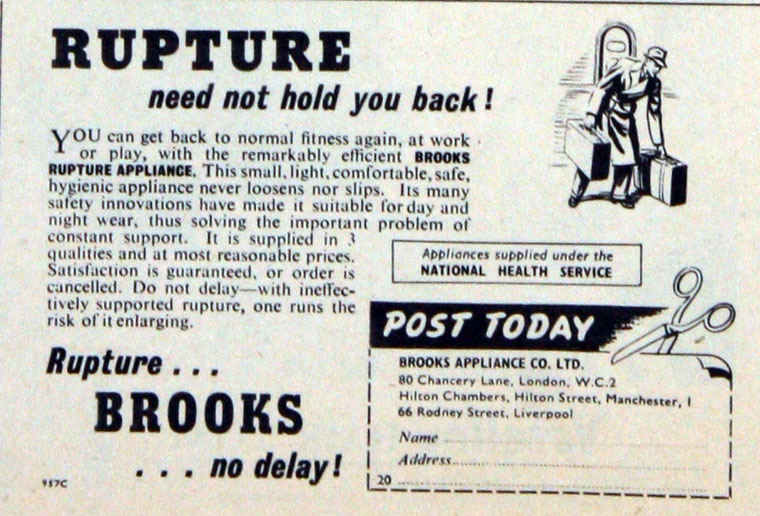 RUPTURE
need not hold you back!
YOU can get back to normal fitness again, at work
or play, with the remarkably efficient BROOKS
RUPTURE APPLIANCE. This small, light, comfortable, safe,
hygienic appliance never loosens nor slips. Its many
safety innovations have made it suitable for day and
night wear, thus solving the important problem of
constant support. It is supplied in 3
qualities and at most reasonable prices.
Satisfaction is guaranteed, or order is
cancelled. Do not delay—with ineffec-
tively supported rupture, one runs the
risk of it enlarging.
Appliances supplied under the
NATIONAL HEALTH SERVICE
Rupture . . .
BROOKS
. . . no delay!
957C
POST TODAY
BROOKS APPLIANCE CO. LTD.
80 Chancery Lane, London, W.C.2
Hilton Chambers, Hilton Street, Manchester, 1
66 Rodney Street, Liverpool
Name
Address
20